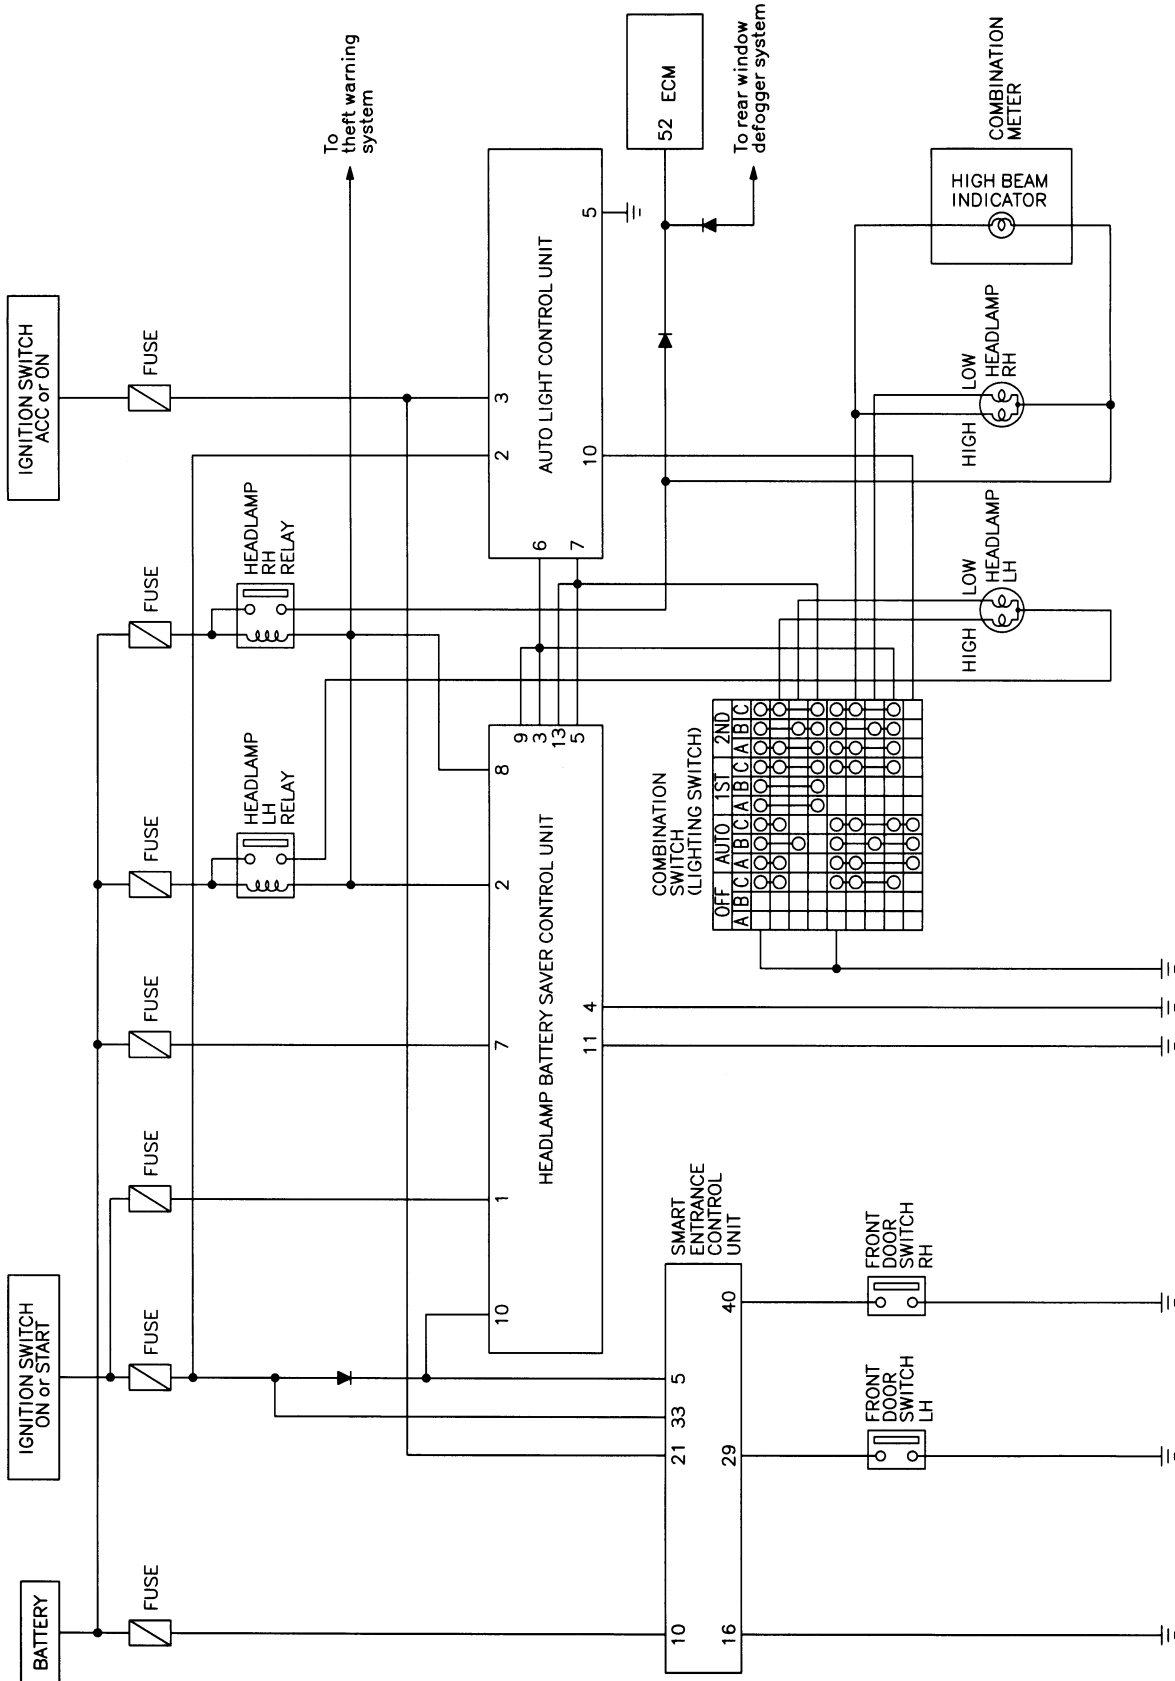 BATTERY
IGNITION SWITCH
ON or START
IGNITION SWITCH
ACC or ON
FUSE
FUSE
FUSE
FUSE
FUSE
FUSE
FUSE
HEADLAMP
LH
RELAY
HEADLAMP
RH
RELAY
To
theft warning
system
10
1
7
2
8
9
3
13
5
HEADLAMP BATTERY SAVER CONTROL UNIT
11
4
6
7
2
3
AUTO LIGHT CONTROL UNIT
10
5
52 ECM
To rear window
defogger system
10
21
33
5
SMART
ENTRANCE
CONTROL
UNIT
16
29
40
COMBINATION
SWITCH
(LIGHTING SWITCH)
OFF AUTO 1ST 2ND
A B C A B C A B C A B C
FRONT
DOOR
SWITCH
LH
FRONT
DOOR
SWITCH
RH
HIGH LOW
HEADLAMP
LH
HIGH LOW
HEADLAMP
RH
HIGH BEAM
INDICATOR
COMBINATION
METER